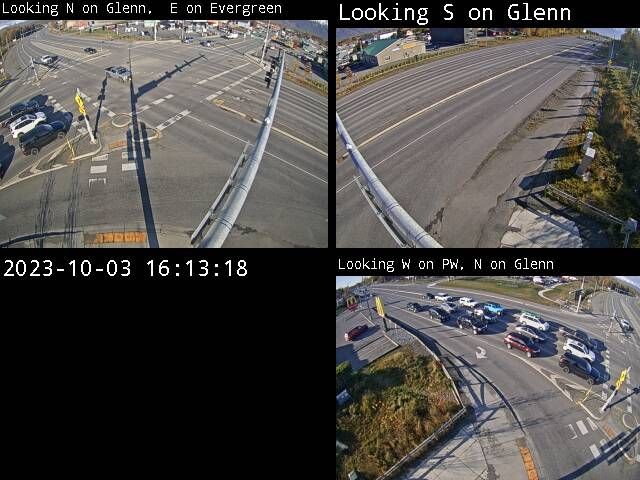 Looking N on Glenn, E on Evergreen
Looking S on Glenn
2023-10-03 16:13:18
Looking W on PW, N on Glenn